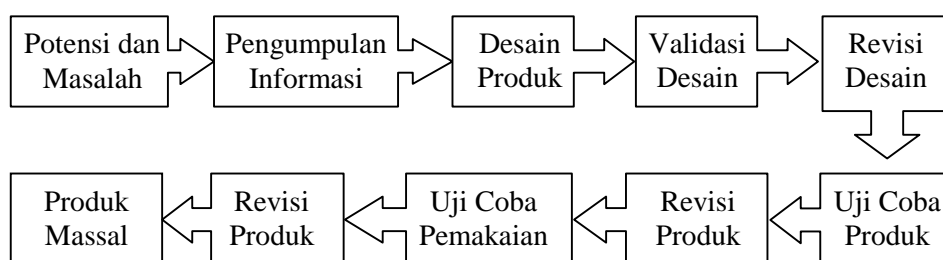 Potensi dan
Masalah
Pengumpulan
Informasi
Desain
Produk
Validasi
Desain
Revisi
Desain
Produk
Massal
Revisi
Produk
Uji Coba
Pemakaian
Revisi
Produk
Uji Coba
Produk